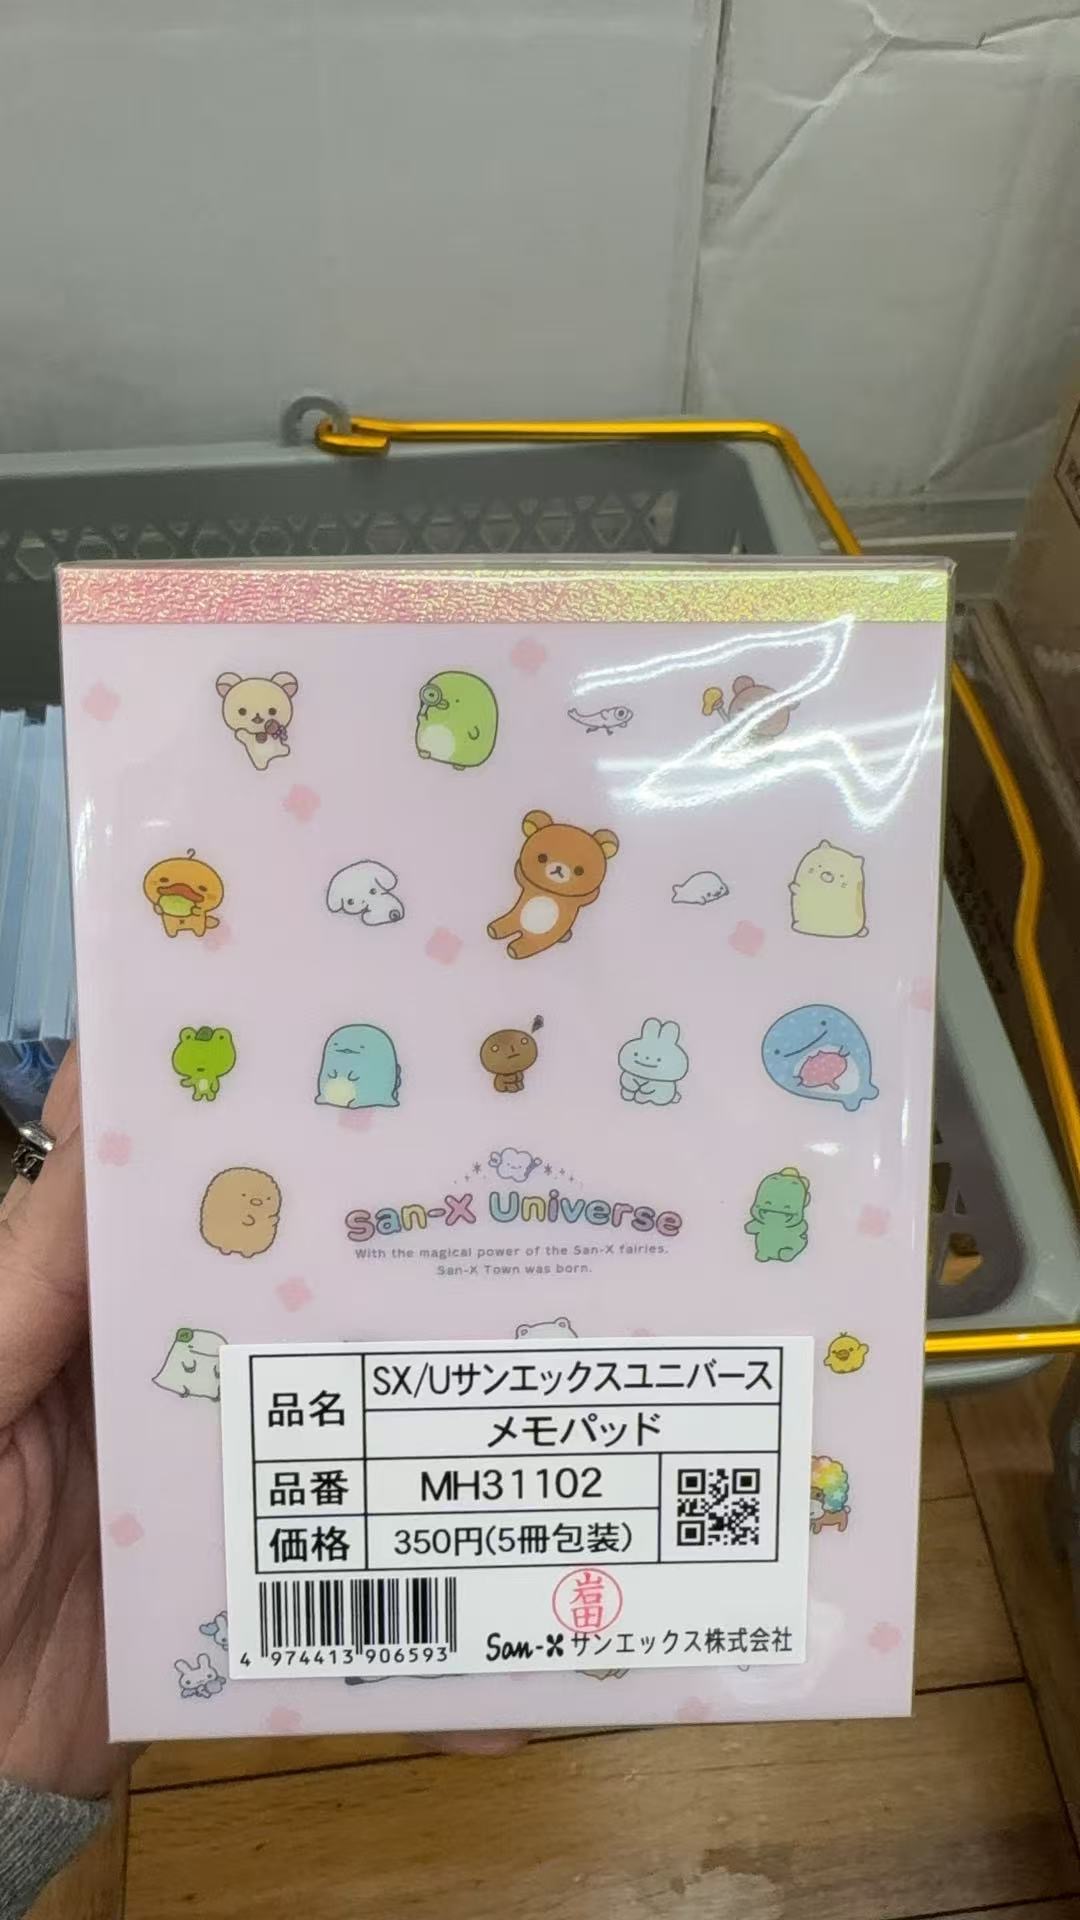 San-X Universe
With the magical power of the San-X fairies.
San-X Town was born.
品名
SX/Uサンエックスユニバース
メモパッド
品番
MH31102
価格
350円(5冊包装)
岩田
4 974413 906593
San-X サンエックス株式会社